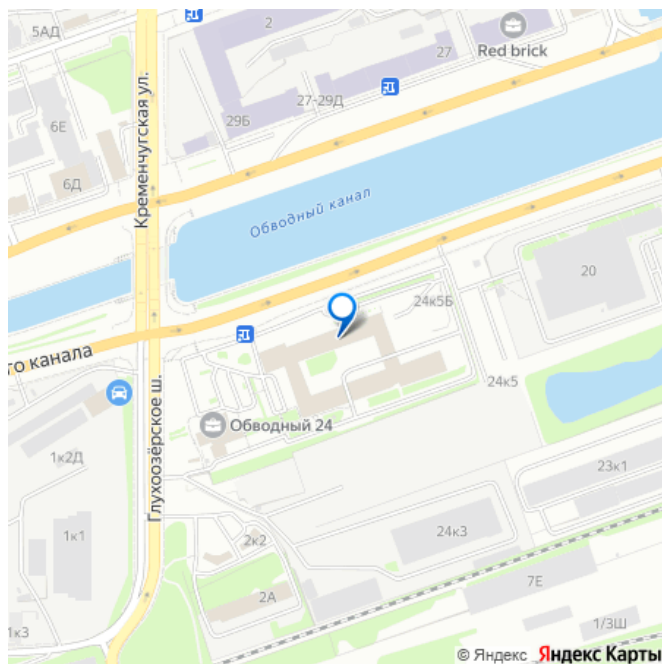 5АД
2
Red brick
27
27-29Д
29Б
6Е
6Д
Кременчугская ул.
Обводный канал
20
24к5Б
го канала
24к5
Обводный 24
1к2Д
Глухоозёрское ш.
23к1
1к1
24к3
2к2
7Е
2А
1/3Ш
1к3
© Яндекс Яндекс Карты